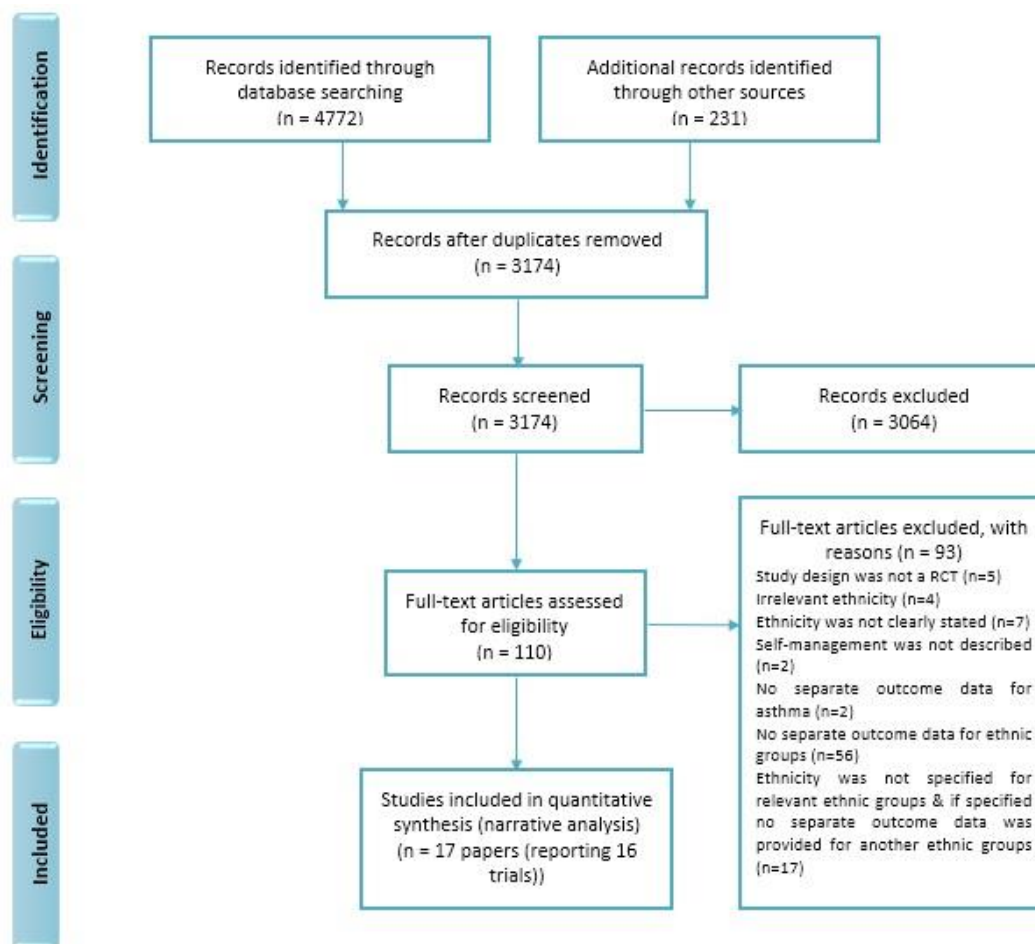 Identification
Records identified through
database searching
(n = 4772)
Additional records identified
through other sources
(n = 231)
Records after duplicates removed
(n = 3174)
Screening
Records screened
(n = 3174)
Records excluded
(n = 3064)
Eligibility
Full-text articles assessed
for eligibility
(n = 110)
Full-text articles excluded, with
reasons (n = 93)
Study design was not a RCT (n=5)
Irrelevant ethnicity (n=4)
Ethnicity was not clearly stated (n=7)
Self-management was not described
(n=2)
No separate outcome data for
asthma (n=2)
No separate outcome data for ethnic
groups (n=56)
Ethnicity was not specified for
relevant ethnic groups & if specified
no separate outcome data was
provided for another ethnic groups
(n=17)
Included
Studies included in quantitative
synthesis (narrative analysis)
(n = 17 papers (reporting 16
trials))